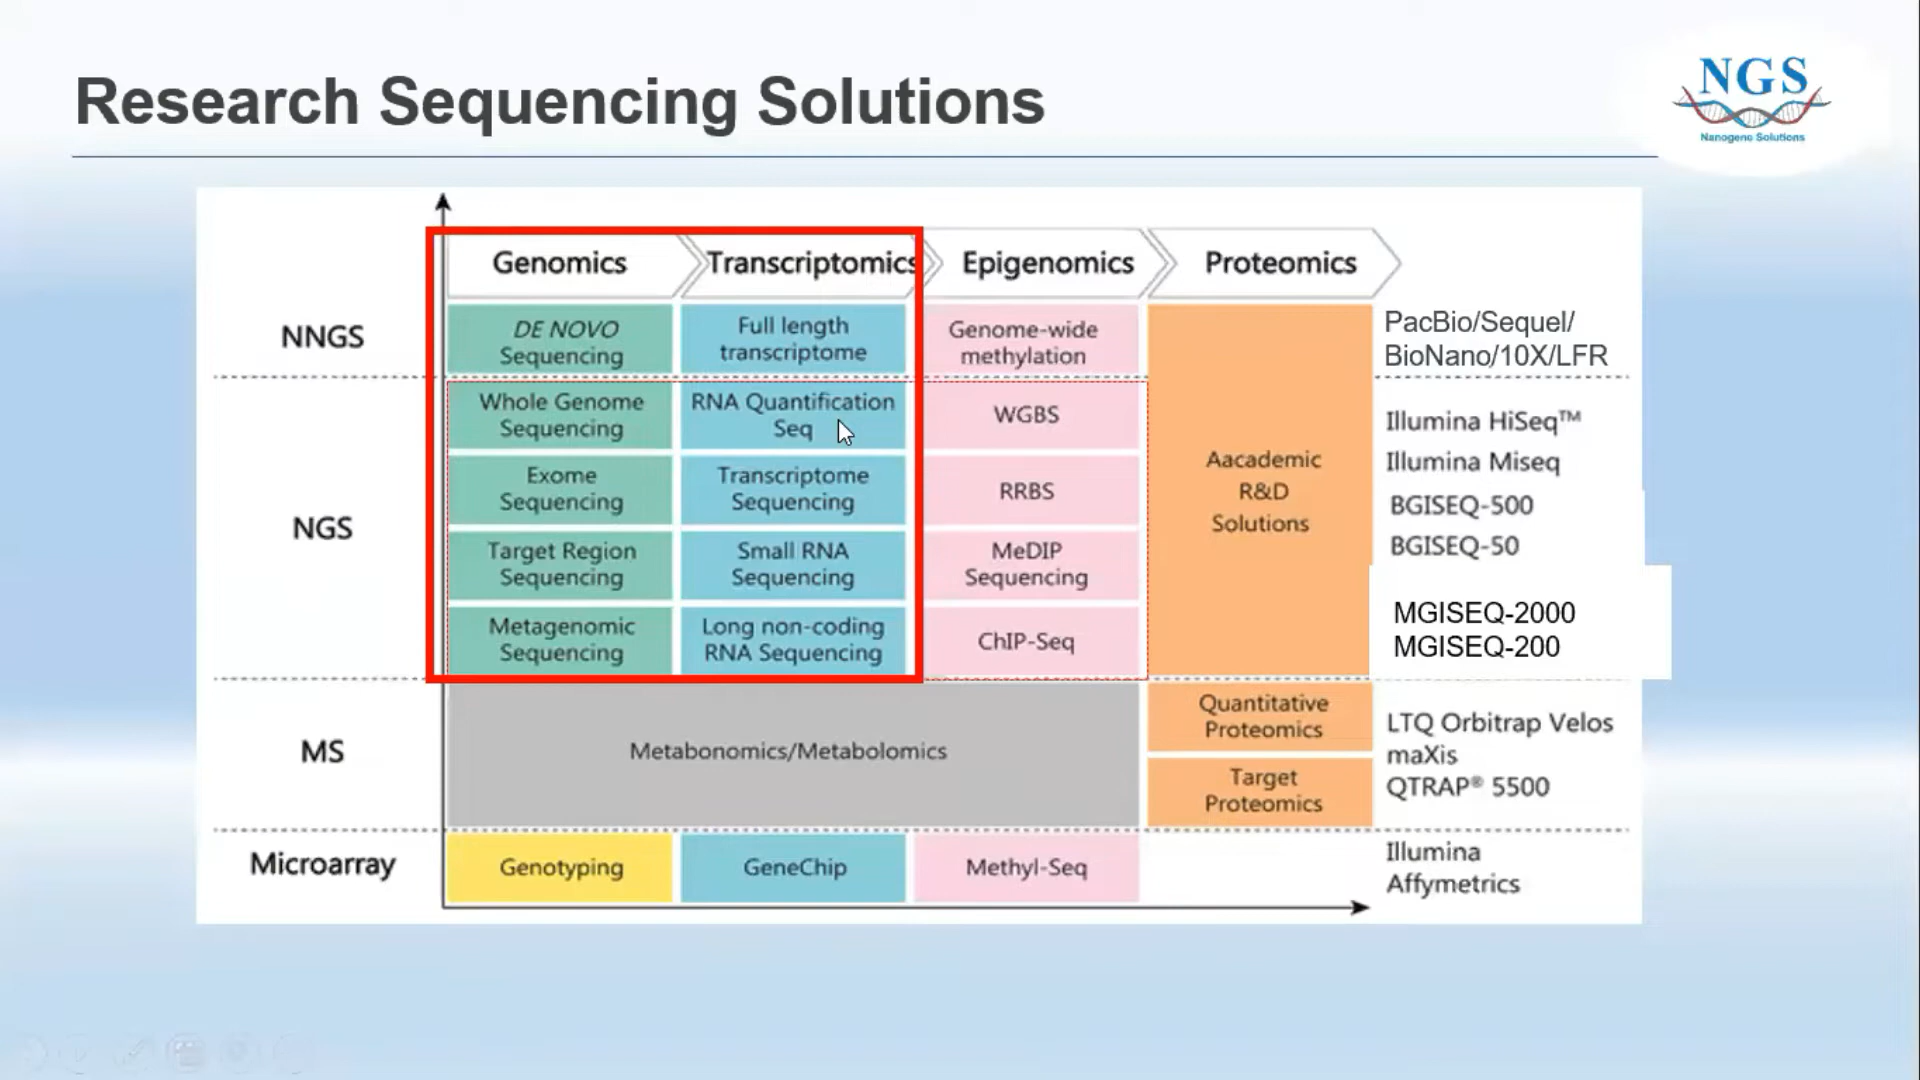 Research Sequencing Solutions
NGS
Nanogene Solutions
Genomics
Transcriptomics
Epigenomics
Proteomics
NNGS
DE NOVO
Sequencing
Full length
transcriptome
Genome-wide
methylation
PacBio/Sequel/
BioNano/10X/LFR
NGS
Whole Genome
Sequencing
RNA Quantification
Seq
WGBS
Exome
Sequencing
Transcriptome
Sequencing
RRBS
Target Region
Sequencing
Small RNA
Sequencing
MeDIP
Sequencing
Metagenomic
Sequencing
Long non-coding
RNA Sequencing
ChIP-Seq
Aacademic
R&D
Solutions
Illumina HiSeq™
Illumina Miseq
BGISEQ-500
BGISEQ-50
MGISEQ-2000
MGISEQ-200
MS
Metabonomics/Metabolomics
Quantitative
Proteomics
Target
Proteomics
LTQ Orbitrap Velos
maXis
QTRAP® 5500
Microarray
Genotyping
GeneChip
Methyl-Seq
Illumina
Affymetrics